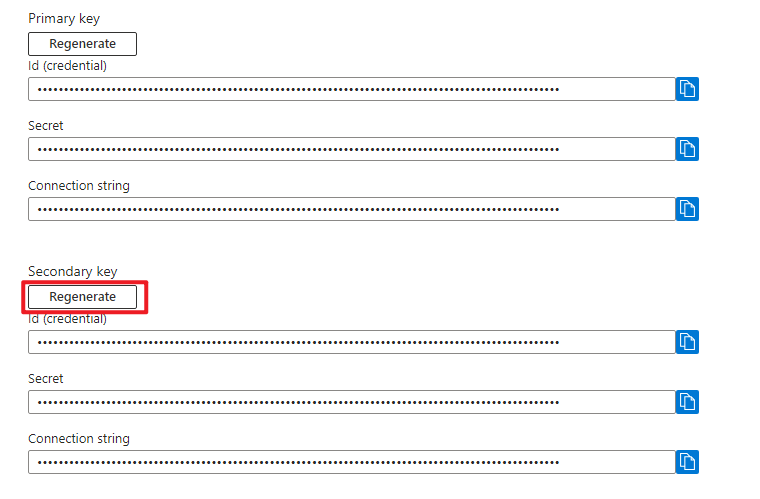 Primary key
Regenerate
Id (credential)
••••••••••••••••••••••••••••••••••••••••••••••••••••••••••••••••••••••••••••••••••••••••••••••••••••
Secret
••••••••••••••••••••••••••••••••••••••••••••••••••••••••••••••••••••••••••••••••••••••••••••••••••••
Connection string
••••••••••••••••••••••••••••••••••••••••••••••••••••••••••••••••••••••••••••••••••••••••••••••••••••
Secondary key
Regenerate
Id (credential)
••••••••••••••••••••••••••••••••••••••••••••••••••••••••••••••••••••••••••••••••••••••••••••••••••••
Secret
••••••••••••••••••••••••••••••••••••••••••••••••••••••••••••••••••••••••••••••••••••••••••••••••••••
Connection string
••••••••••••••••••••••••••••••••••••••••••••••••••••••••••••••••••••••••••••••••••••••••••••••••••••